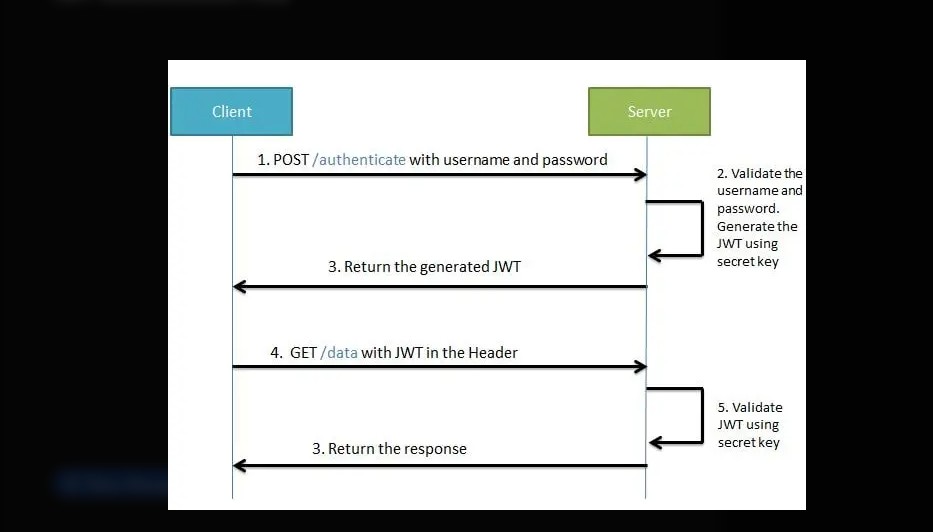 Client
Server
1. POST /authenticate with username and password
2. Validate the
username and
password.
Generate the
JWT using
secret key
3. Return the generated JWT
4. GET /data with JWT in the Header
5. Validate
JWT using
secret key
3. Return the response